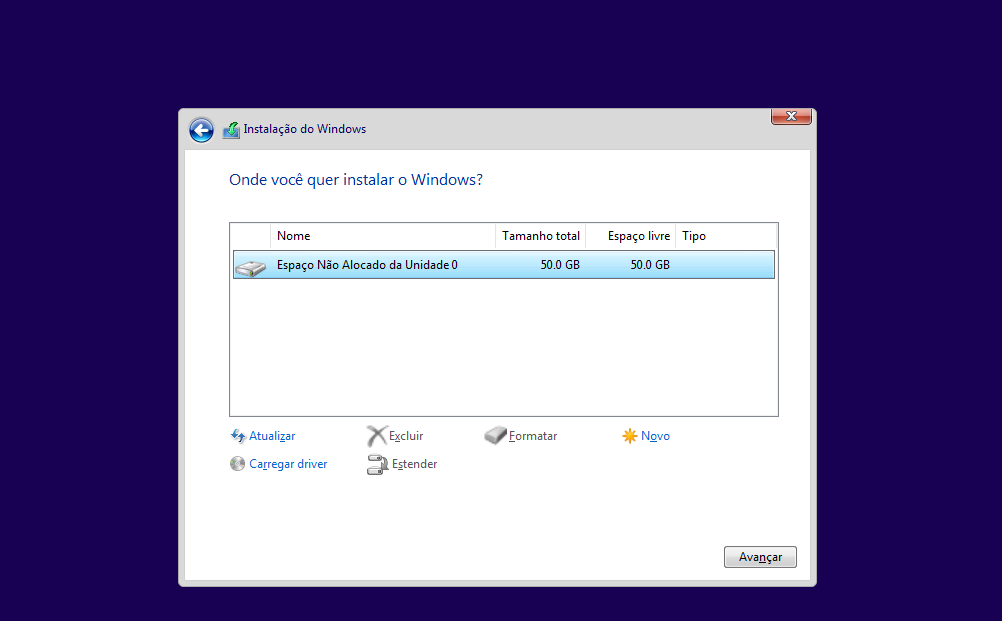 Instalação do Windows
Onde você quer instalar o Windows?
Nome Tamanho total Espaço livre Tipo
Espaço Não Alocado da Unidade 0 50.0 GB 50.0 GB
Atualizar Excluir Formatar Novo
Carregar driver Estender
Avançar